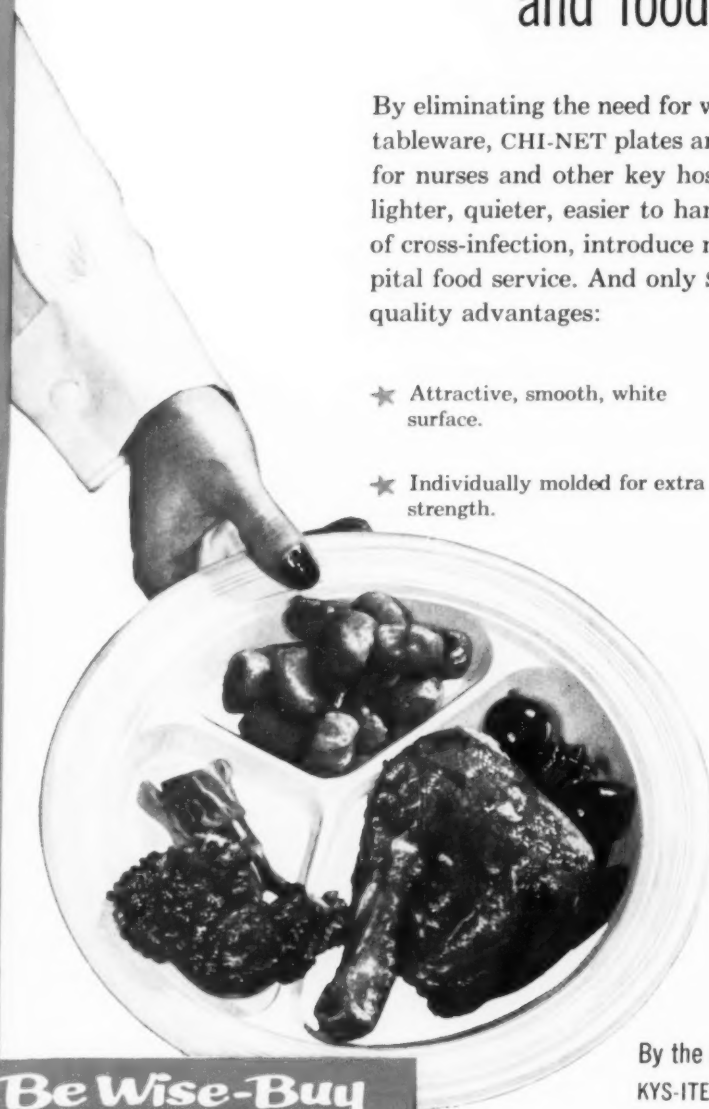 and food
By eliminating the need for w
tableware, CHI-NET plates an
for nurses and other key hos
lighter, quieter, easier to har
of cross-infection, introduce n
pital food service. And only S
quality advantages:
Attractive, smooth, white
surface.
Individually molded for extra
strength.
By the
KYS-ITE
Be Wise-Buy